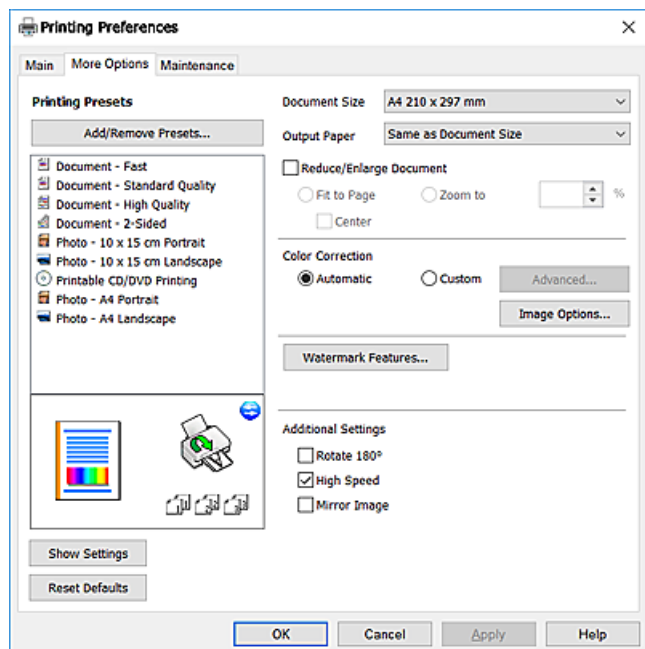 Printing Preferences
Main
More Options
Maintenance
Printing Presets
Add/Remove Presets...
Document - Fast
Document - Standard Quality
Document - High Quality
Document - 2-Sided
Photo - 10 x 15 cm Portrait
Photo - 10 x 15 cm Landscape
Printable CD/DVD Printing
Photo - A4 Portrait
Photo - A4 Landscape
Show Settings
Reset Defaults
Document Size
A4 210 x 297 mm
Output Paper
Same as Document Size
Reduce/Enlarge Document
Fit to Page
Zoom to
%
Center
Color Correction
Automatic
Custom
Advanced...
Image Options...
Watermark Features...
Additional Settings
Rotate 180°
High Speed
Mirror Image
OK
Cancel
Apply
Help